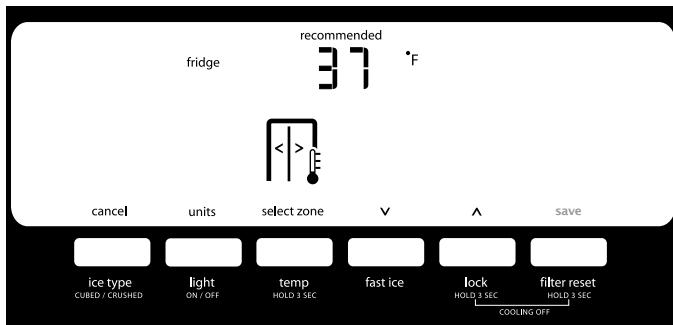 recommended
fridge 37 °F
< >
cancel units select zone ∨ ∧ save
ice type light temp fast ice lock filter reset
CUBED / CRUSHED ON / OFF HOLD 3 SEC HOLD 3 SEC HOLD 3 SEC
COOLING OFF